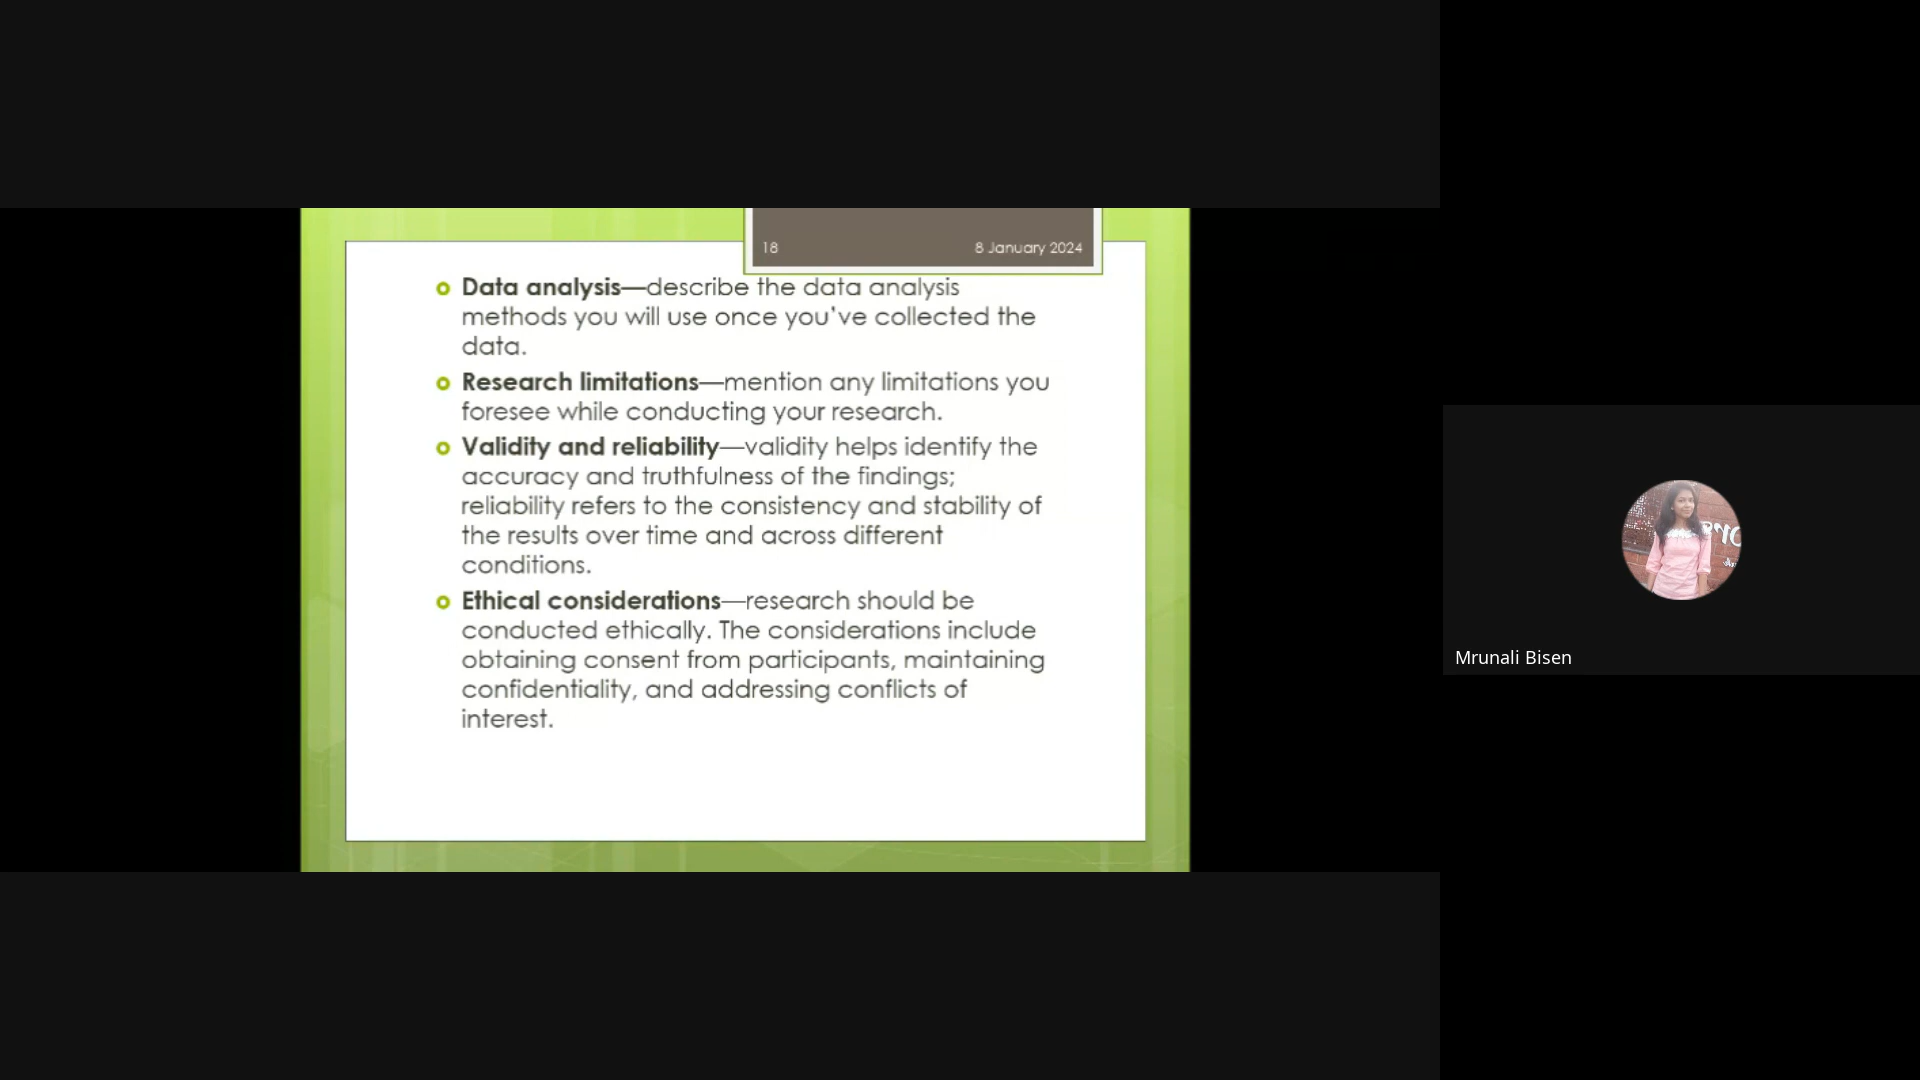 18 8 January 2024
Data analysis—describe the data analysis
methods you will use once you've collected the
data.
Research limitations—mention any limitations you
foresee while conducting your research.
Validity and reliability—validity helps identify the
accuracy and truthfulness of the findings;
reliability refers to the consistency and stability of
the results over time and across different
conditions.
Ethical considerations—research should be
conducted ethically. The considerations include
obtaining consent from participants, maintaining
confidentiality, and addressing conflicts of
interest.
Mrunali Bisen